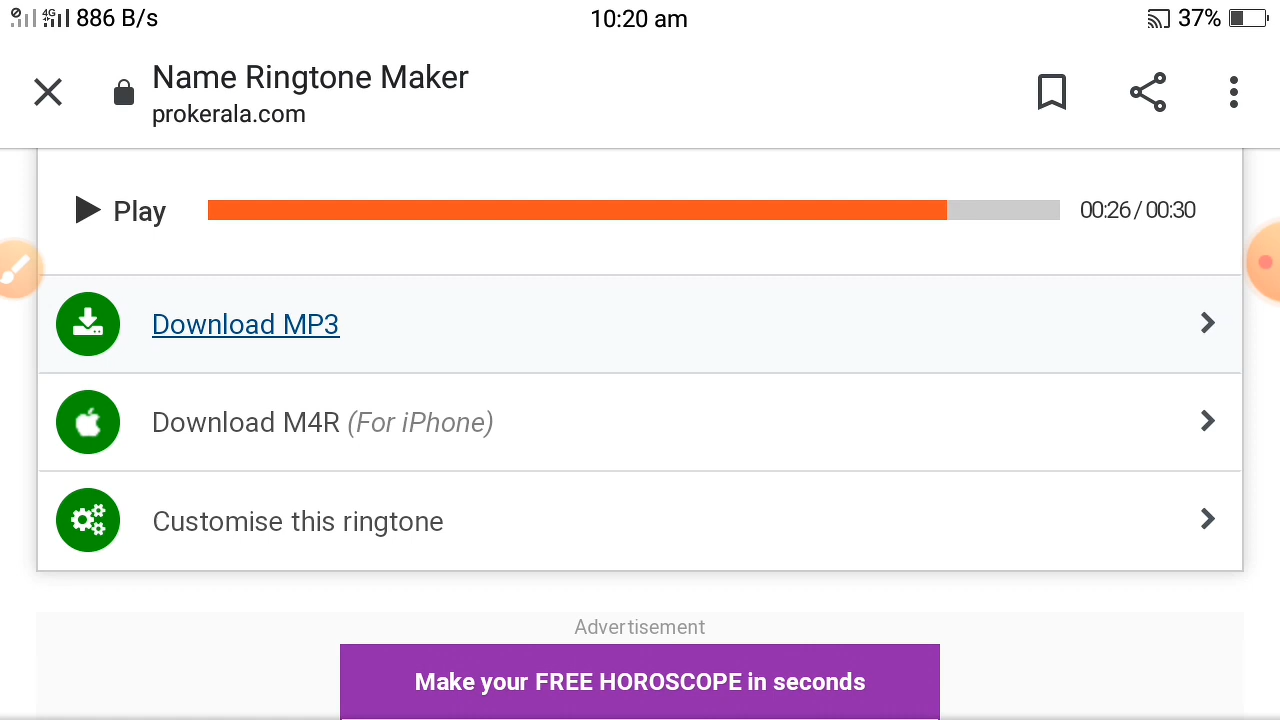 4G 886 B/s 10:20 am 37%
Name Ringtone Maker
prokerala.com
Play 00:26 / 00:30
Download MP3
Download M4R (For iPhone)
Customise this ringtone
Advertisement
Make your FREE HOROSCOPE in seconds